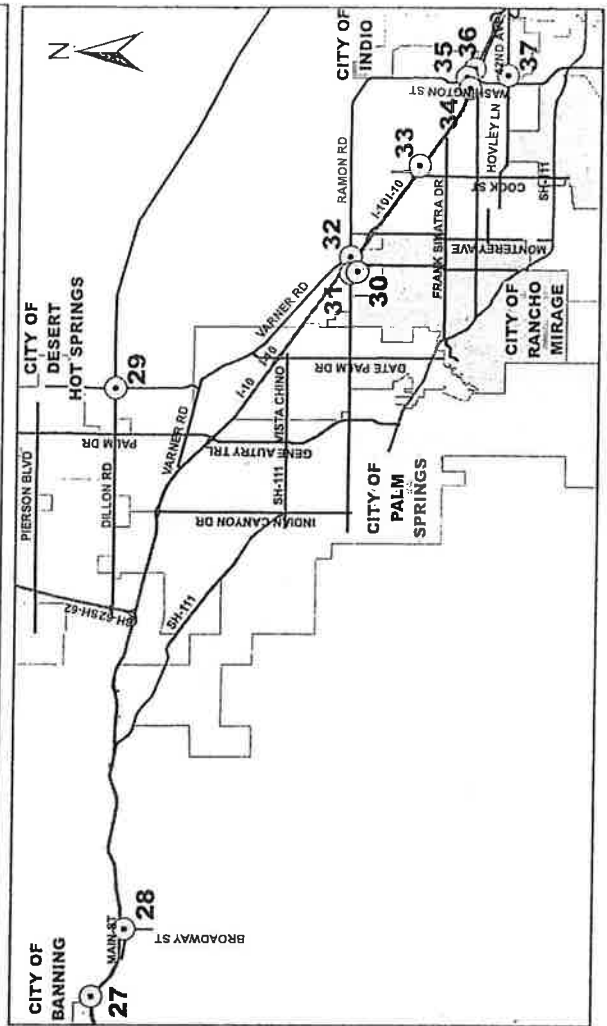 N
CITY OF
BANNING
27
MAIN ST
28
BROADWAY ST
PIERSON BLVD
DILLON RD
SH-62SH-62
PALM DR
CITY OF
DESERT
HOT SPRINGS
29
VARNER RD
VARNER RD
I-10
I-10
SH-111
SH-111
INDIAN CANYON DR
GENE AUTRY TRL
VISTA CHINO
DATE PALM DR
CITY OF
PALM
SPRINGS
31
32
30
RAMON RD
I-10I-10
33
FRANK SINATRA DR
MONTEREY AVE
CITY OF
RANCHO
MIRAGE
COOK ST
SH-111
HOVLEY LN
34
35
36
37
WASHINGTON ST
42ND AVE
CITY OF
INDIO